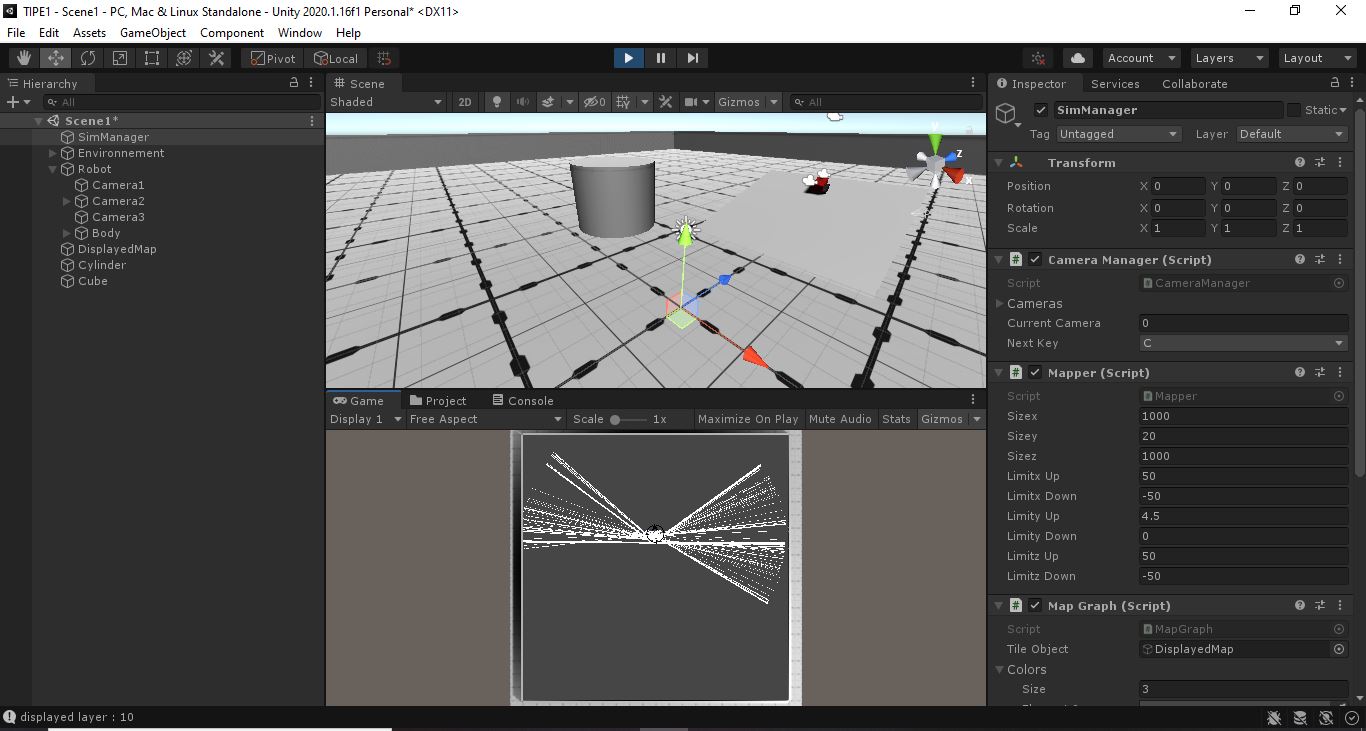 TIPE1 - Scene1 - PC, Mac & Linux Standalone - Unity 2020.1.16f1 Personal* <DX11>
File Edit Assets GameObject Component Window Help
Pivot Local Account Layers Layout
Hierarchy
All
Scene1*
SimManager
Environnement
Robot
Camera1
Camera2
Camera3
Body
DisplayedMap
Cylinder
Cube
Scene
Shaded 2D 0 Gizmos All
y
z
x
Game Project Console
Display 1 Free Aspect Scale 1x Maximize On Play Mute Audio Stats Gizmos
Inspector Services Collaborate
SimManager Static
Tag Untagged Layer Default
Transform
Position X 0 Y 0 Z 0
Rotation X 0 Y 0 Z 0
Scale X 1 Y 1 Z 1
# Camera Manager (Script)
Script CameraManager
Cameras
Current Camera 0
Next Key C
# Mapper (Script)
Script Mapper
Sizex 1000
Sizey 20
Sizez 1000
Limitx Up 50
Limitx Down -50
Limity Up 4.5
Limity Down 0
Limitz Up 50
Limitz Down -50
# Map Graph (Script)
Script MapGraph
Tile Object DisplayedMap
Colors
Size 3
displayed layer : 10